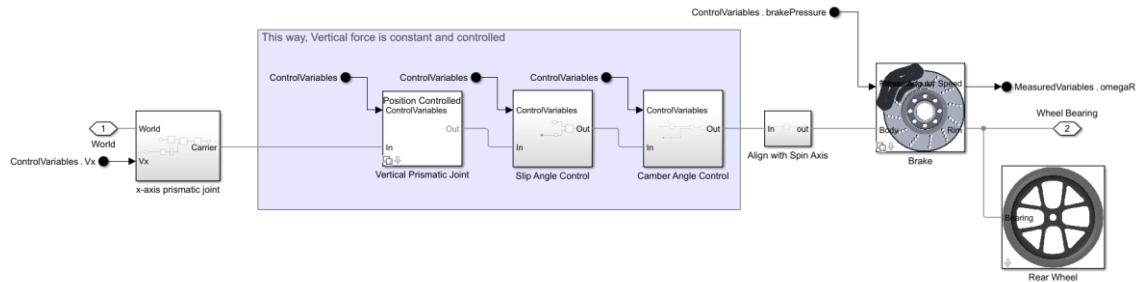 ControlVariables . brakePressure
This way, Vertical force is constant and controlled
ControlVariables
ControlVariables
ControlVariables
Position Controlled
ControlVariables
Out
In
Vertical Prismatic Joint
ControlVariables
Out
In
Slip Angle Control
ControlVariables
Out
In
Camber Angle Control
1
World
World
Carrier
ControlVariables . Vx
Vx
x-axis prismatic joint
In
out
Align with Spin Axis
Speed
Body
Rim
Brake
MeasuredVariables . omegaR
Wheel Bearing
2
Bearing
Rear Wheel